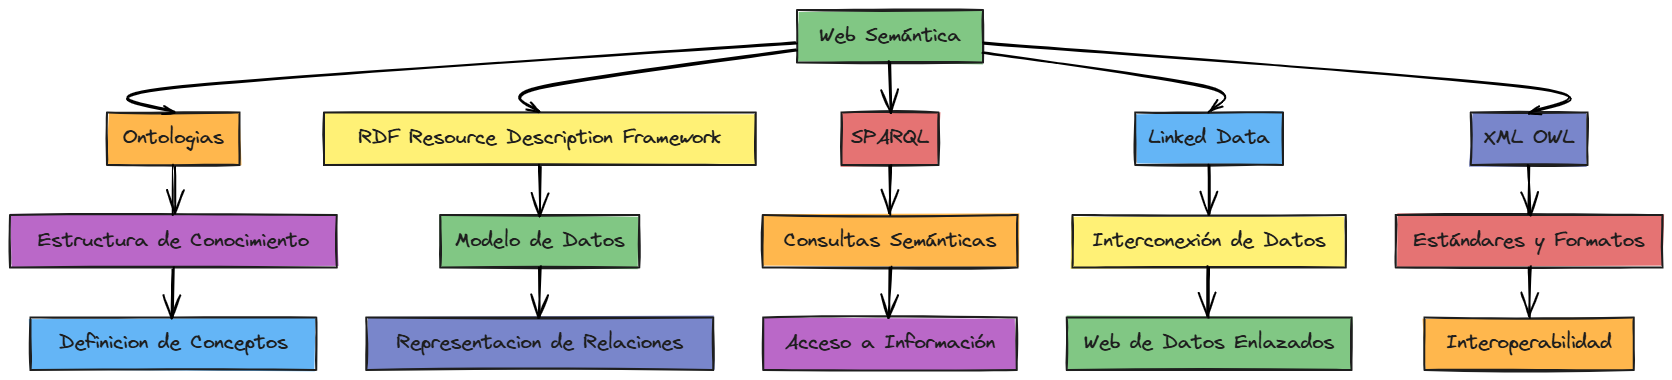 Web Semántica
Ontologias
RDF Resource Description Framework
SPARQL
Linked Data
XML OWL
Estructura de Conocimiento
Modelo de Datos
Consultas Semánticas
Interconexión de Datos
Estándares y Formatos
Definicion de Conceptos
Representacion de Relaciones
Acceso a Información
Web de Datos Enlazados
Interoperabilidad